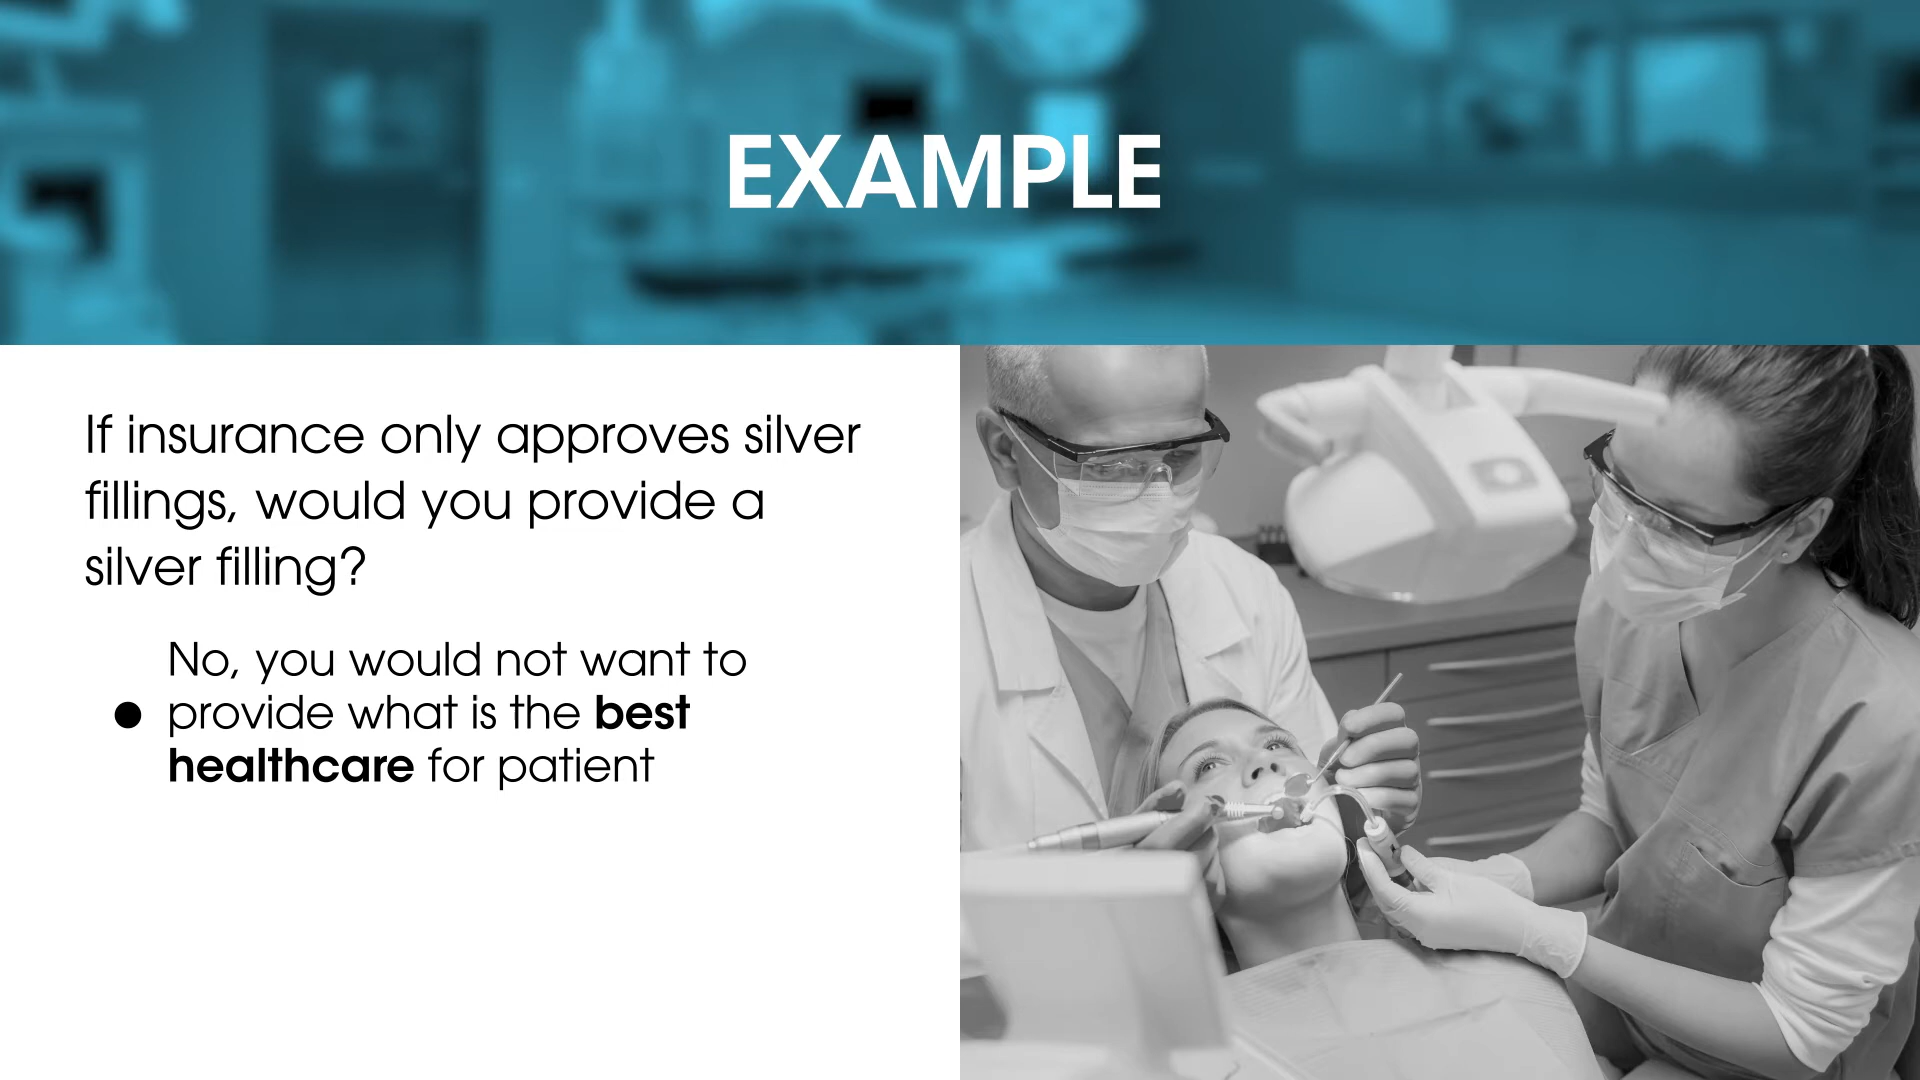 EXAMPLE
If insurance only approves silver
fillings, would you provide a
silver filling?
● No, you would not want to
provide what is the best
healthcare for patient